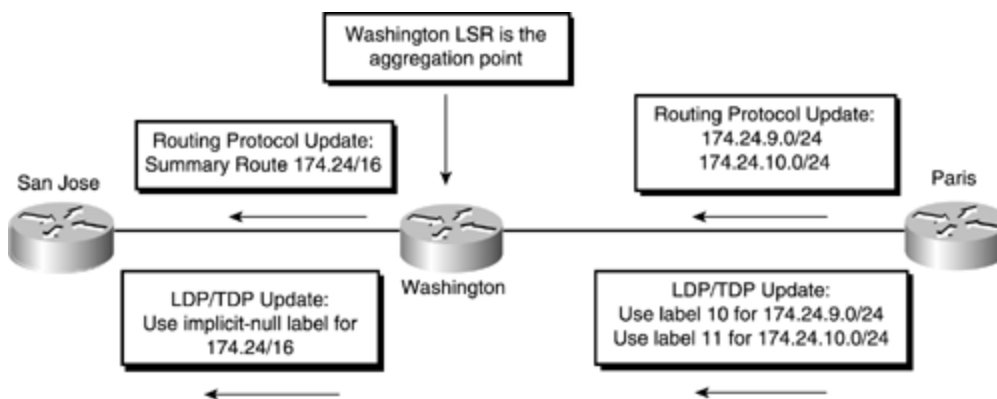 Washington LSR is the
aggregation point
Routing Protocol Update:
Summary Route 174.24/16
Routing Protocol Update:
174.24.9.0/24
174.24.10.0/24
San Jose
Paris
Washington
LDP/TDP Update:
Use implicit-null label for
174.24/16
LDP/TDP Update:
Use label 10 for 174.24.9.0/24
Use label 11 for 174.24.10.0/24